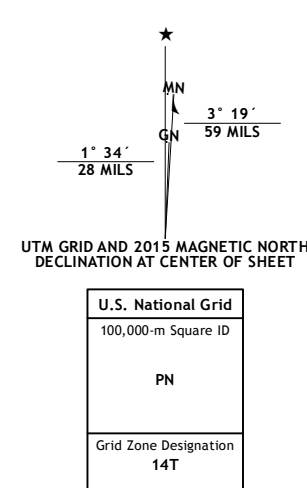 ★
MN
GN
3° 19´
59 MILS
1° 34´
28 MILS
UTM GRID AND 2015 MAGNETIC NORTH
DECLINATION AT CENTER OF SHEET
U.S. National Grid
100,000-m Square ID
PN
Grid Zone Designation
14T